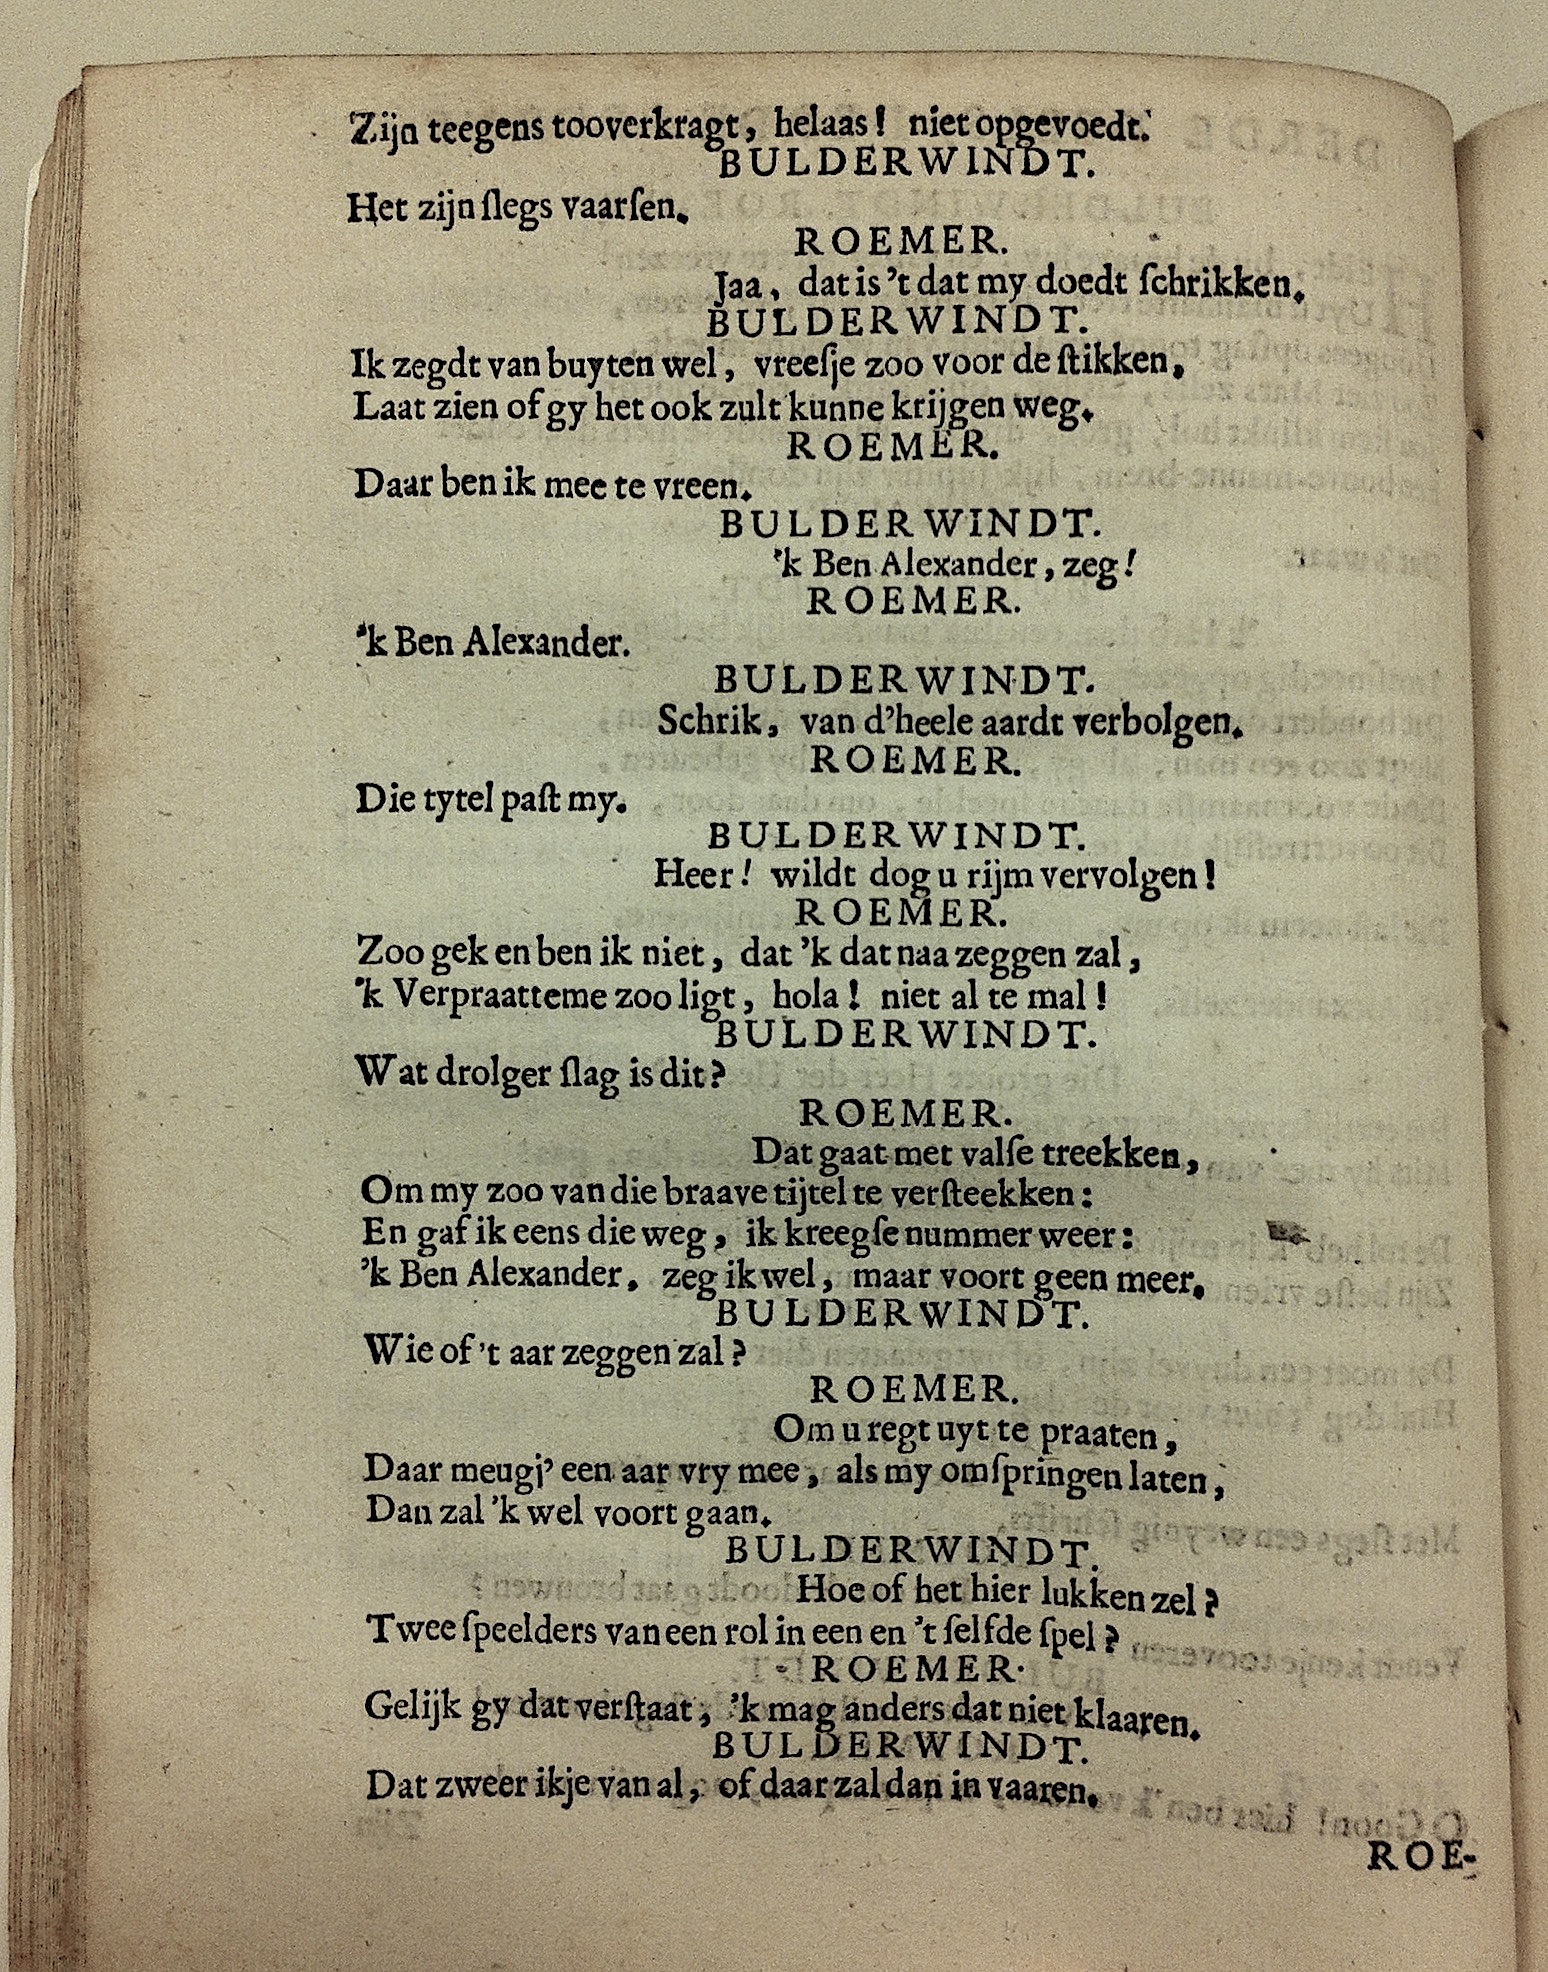 Zijn teegens tooverkragt, helaas! niet opgevoedt.
BULDERWINDT.
Het zijn ſlegs vaarſen.
ROEMER.
Jaa, dat is 't dat my doedt ſchrikken.
BULDERWINDT.
Ik zegdt van buyten wel, vreeſje zoo voor de ſtikken,
Laat zien of gy het ook zult kunne krijgen weg.
ROEMER.
Daar ben ik mee te vreen.
BULDERWINDT.
'k Ben Alexander, zeg!
ROEMER.
'k Ben Alexander.
BULDERWINDT.
Schrik, van d'heele aardt verbolgen.
ROEMER.
Die tytel paſt my.
BULDERWINDT.
Heer! wildt dog u rijm vervolgen!
ROEMER.
Zoo gek en ben ik niet, dat 'k dat naa zeggen zal,
'k Verpraatteme zoo ligt, hola! niet al te mal!
BULDERWINDT.
Wat drolger ſlag is dit?
ROEMER.
Dat gaat met valſe treekken,
Om my zoo van die braave tijtel te verſteekken:
En gaf ik eens die weg, ik kreegſe nummer weer:
'k Ben Alexander, zeg ik wel, maar voort geen meer.
BULDERWINDT.
Wie of 't aar zeggen zal?
ROEMER.
Om u regt uyt te praaten,
Daar meugj' een aar vry mee, als my omſpringen laten,
Dan zal 'k wel voort gaan.
BULDERWINDT.
Hoe of het hier lukken zel?
Twee ſpeelders van een rol in een en 't ſelfde ſpel?
ROEMER.
Gelijk gy dat verſtaat, 'k mag anders dat niet klaaren.
BULDERWINDT.
Dat zweer ikje van al, of daar zal dan in vaaren.
ROE-